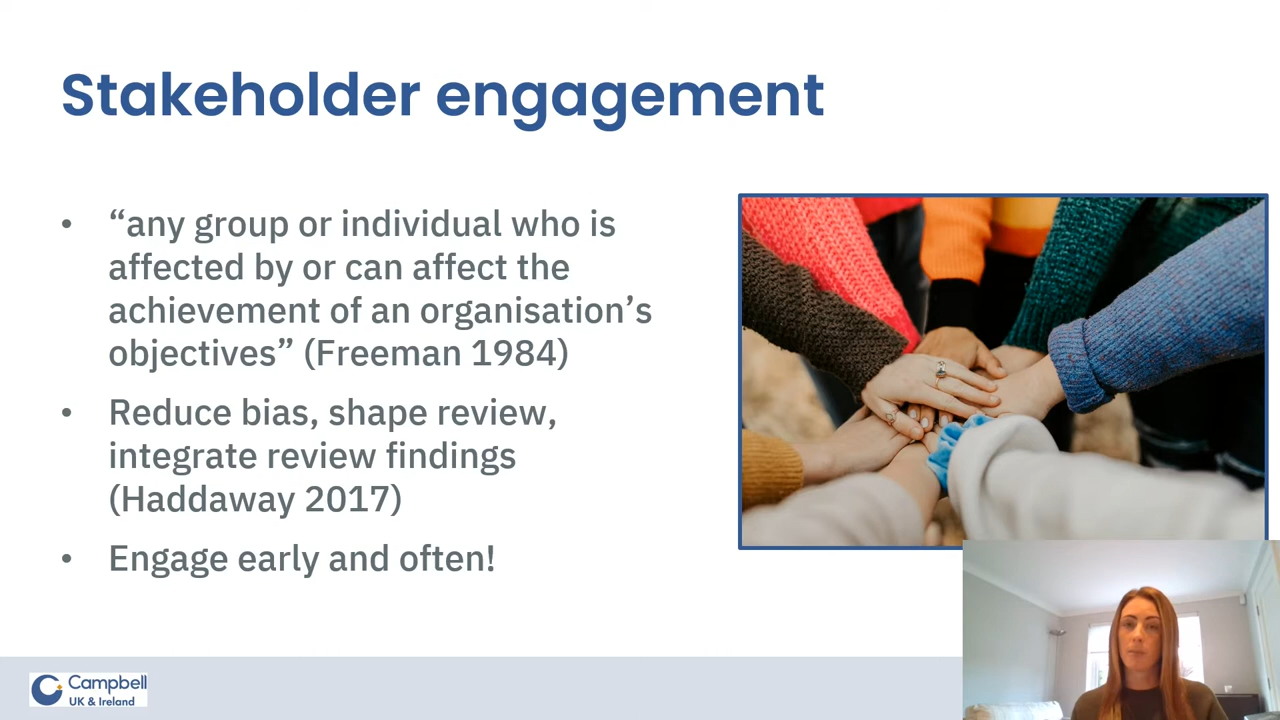 Stakeholder engagement
• “any group or individual who is
affected by or can affect the
achievement of an organisation’s
objectives” (Freeman 1984)
• Reduce bias, shape review,
integrate review findings
(Haddaway 2017)
• Engage early and often!
Campbell
UK & Ireland